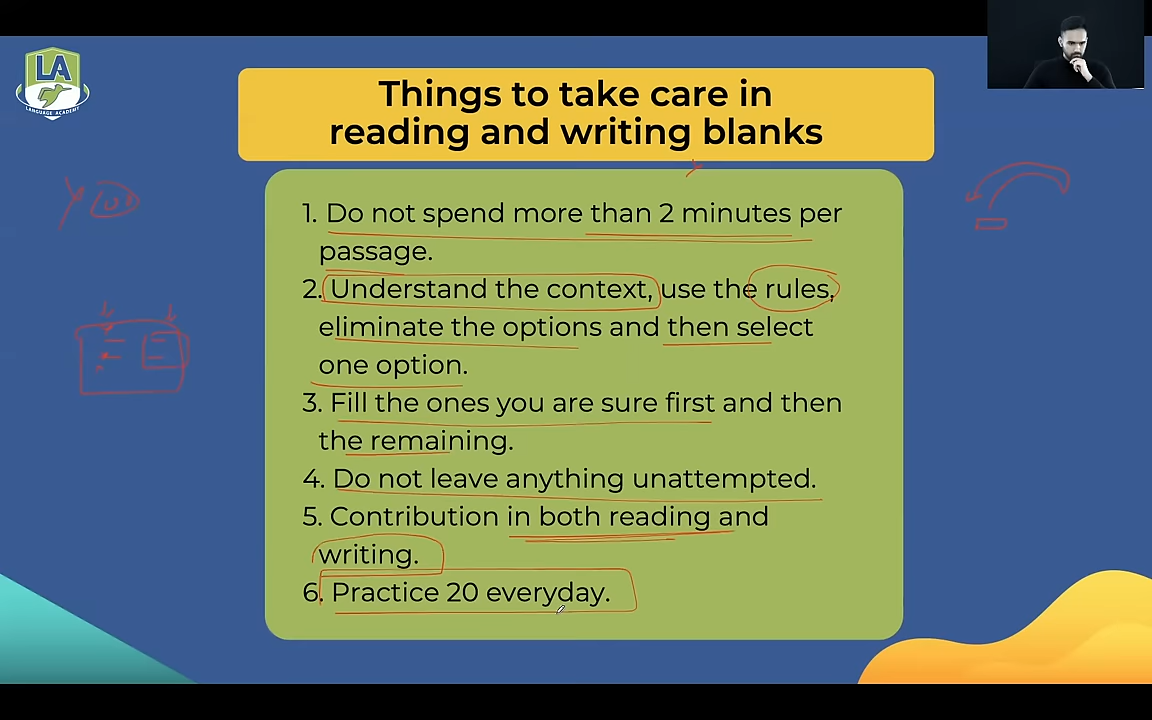 LA
LANGUAGE ACADEMY
Things to take care in
reading and writing blanks
1. Do not spend more than 2 minutes per
passage.
2. Understand the context, use the rules,
eliminate the options and then select
one option.
3. Fill the ones you are sure first and then
the remaining.
4. Do not leave anything unattempted.
5. Contribution in both reading and
writing.
6. Practice 20 everyday.